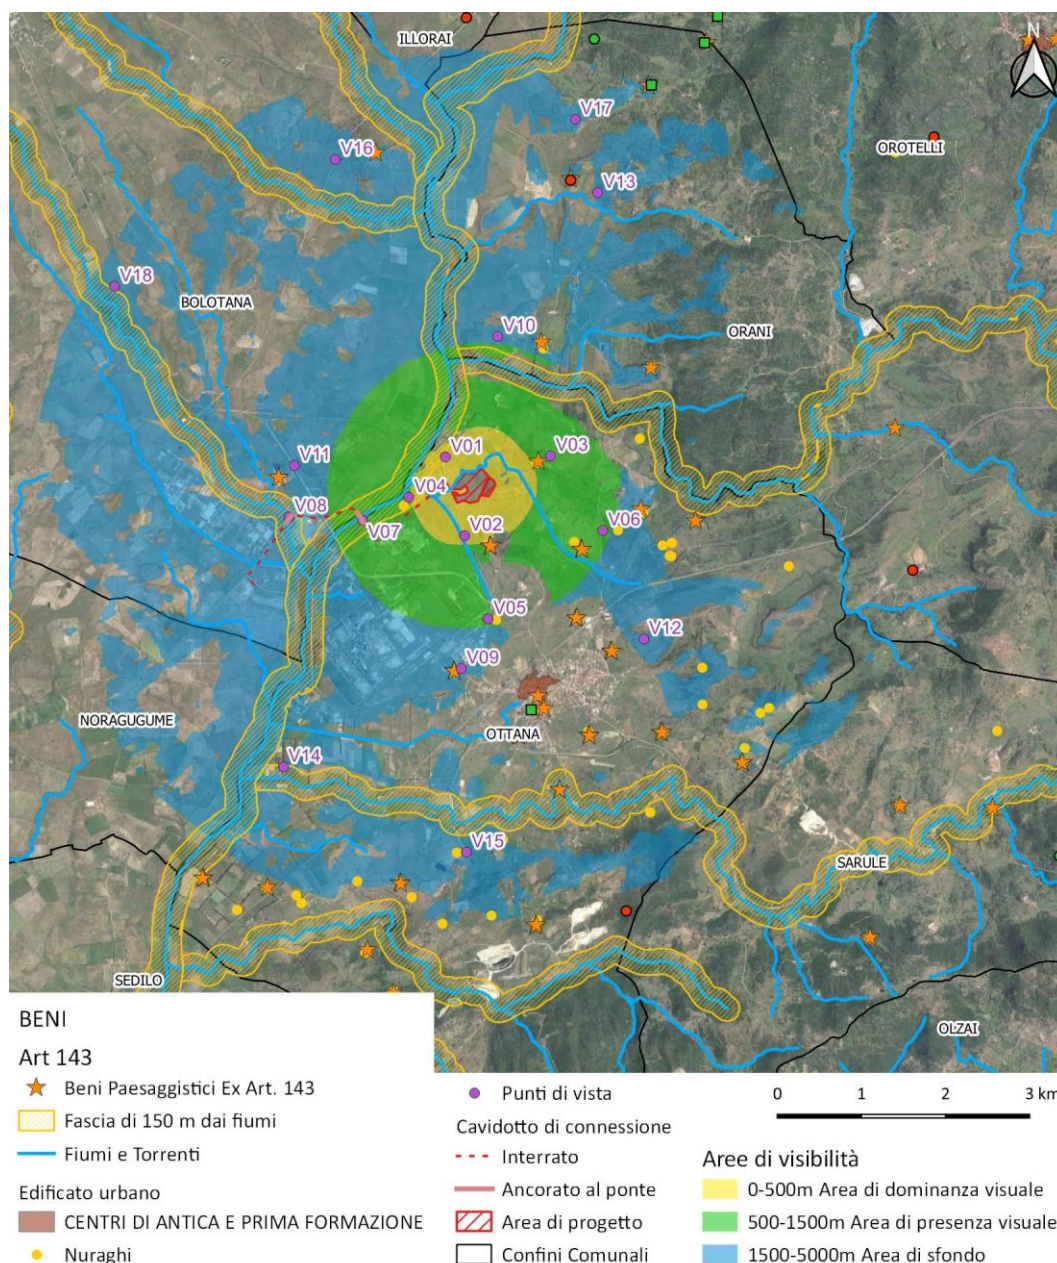 N
ILLORAI
V17
V16
OROTELLI
V13
V18
BOLOTANA
V10
ORANI
V01
V03
V11
V04
V08
V07
V02
V06
V05
V12
V09
NORAGUGUME
OTTANA
V14
V15
SARULE
SEDILO
OLZAI
BENI
Art 143
Beni Paesaggistici Ex Art. 143
Fascia di 150 m dai fiumi
Fiumi e Torrenti
Edificato urbano
CENTRI DI ANTICA E PRIMA FORMAZIONE
Nuraghi
Punti di vista
Cavidotto di connessione
Interrato
Ancorato al ponte
Area di progetto
Confini Comunali
0 1 2 3 km
Aree di visibilità
0-500m Area di dominanza visuale
500-1500m Area di presenza visuale
1500-5000m Area di sfondo